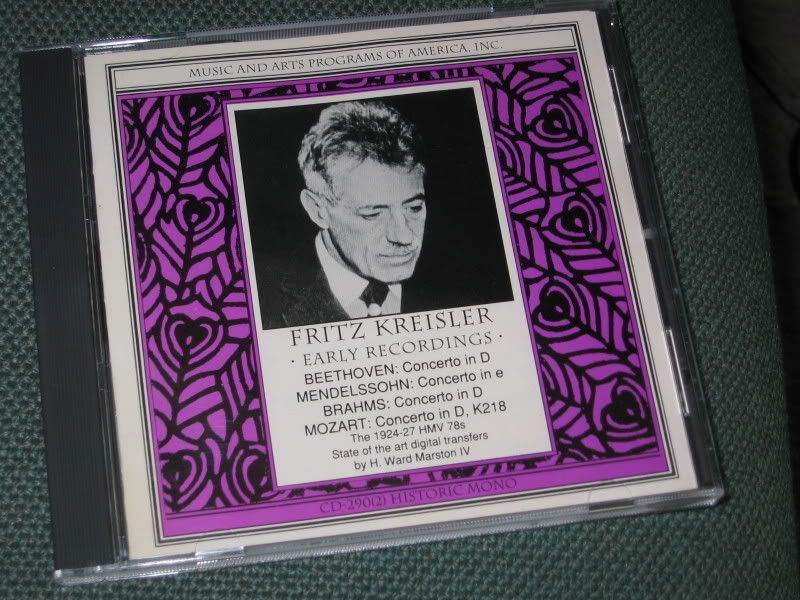 MUSIC AND ARTS PROGRAMS OF AMERICA, INC.
FRITZ KREISLER
· EARLY RECORDINGS ·
BEETHOVEN: Concerto in D
MENDELSSOHN: Concerto in e
BRAHMS: Concerto in D
MOZART: Concerto in D, K218
The 1924-27 HMV 78s
State of the art digital transfers
by H. Ward Marston IV
CD-290(2) HISTORIC MONO